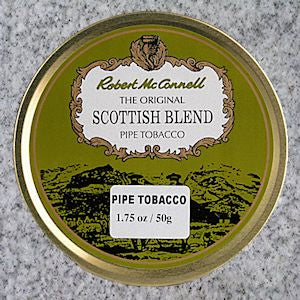 Robert McConnell
THE ORIGINAL
SCOTTISH BLEND
PIPE TOBACCO
PIPE TOBACCO
1.75 oz / 50g